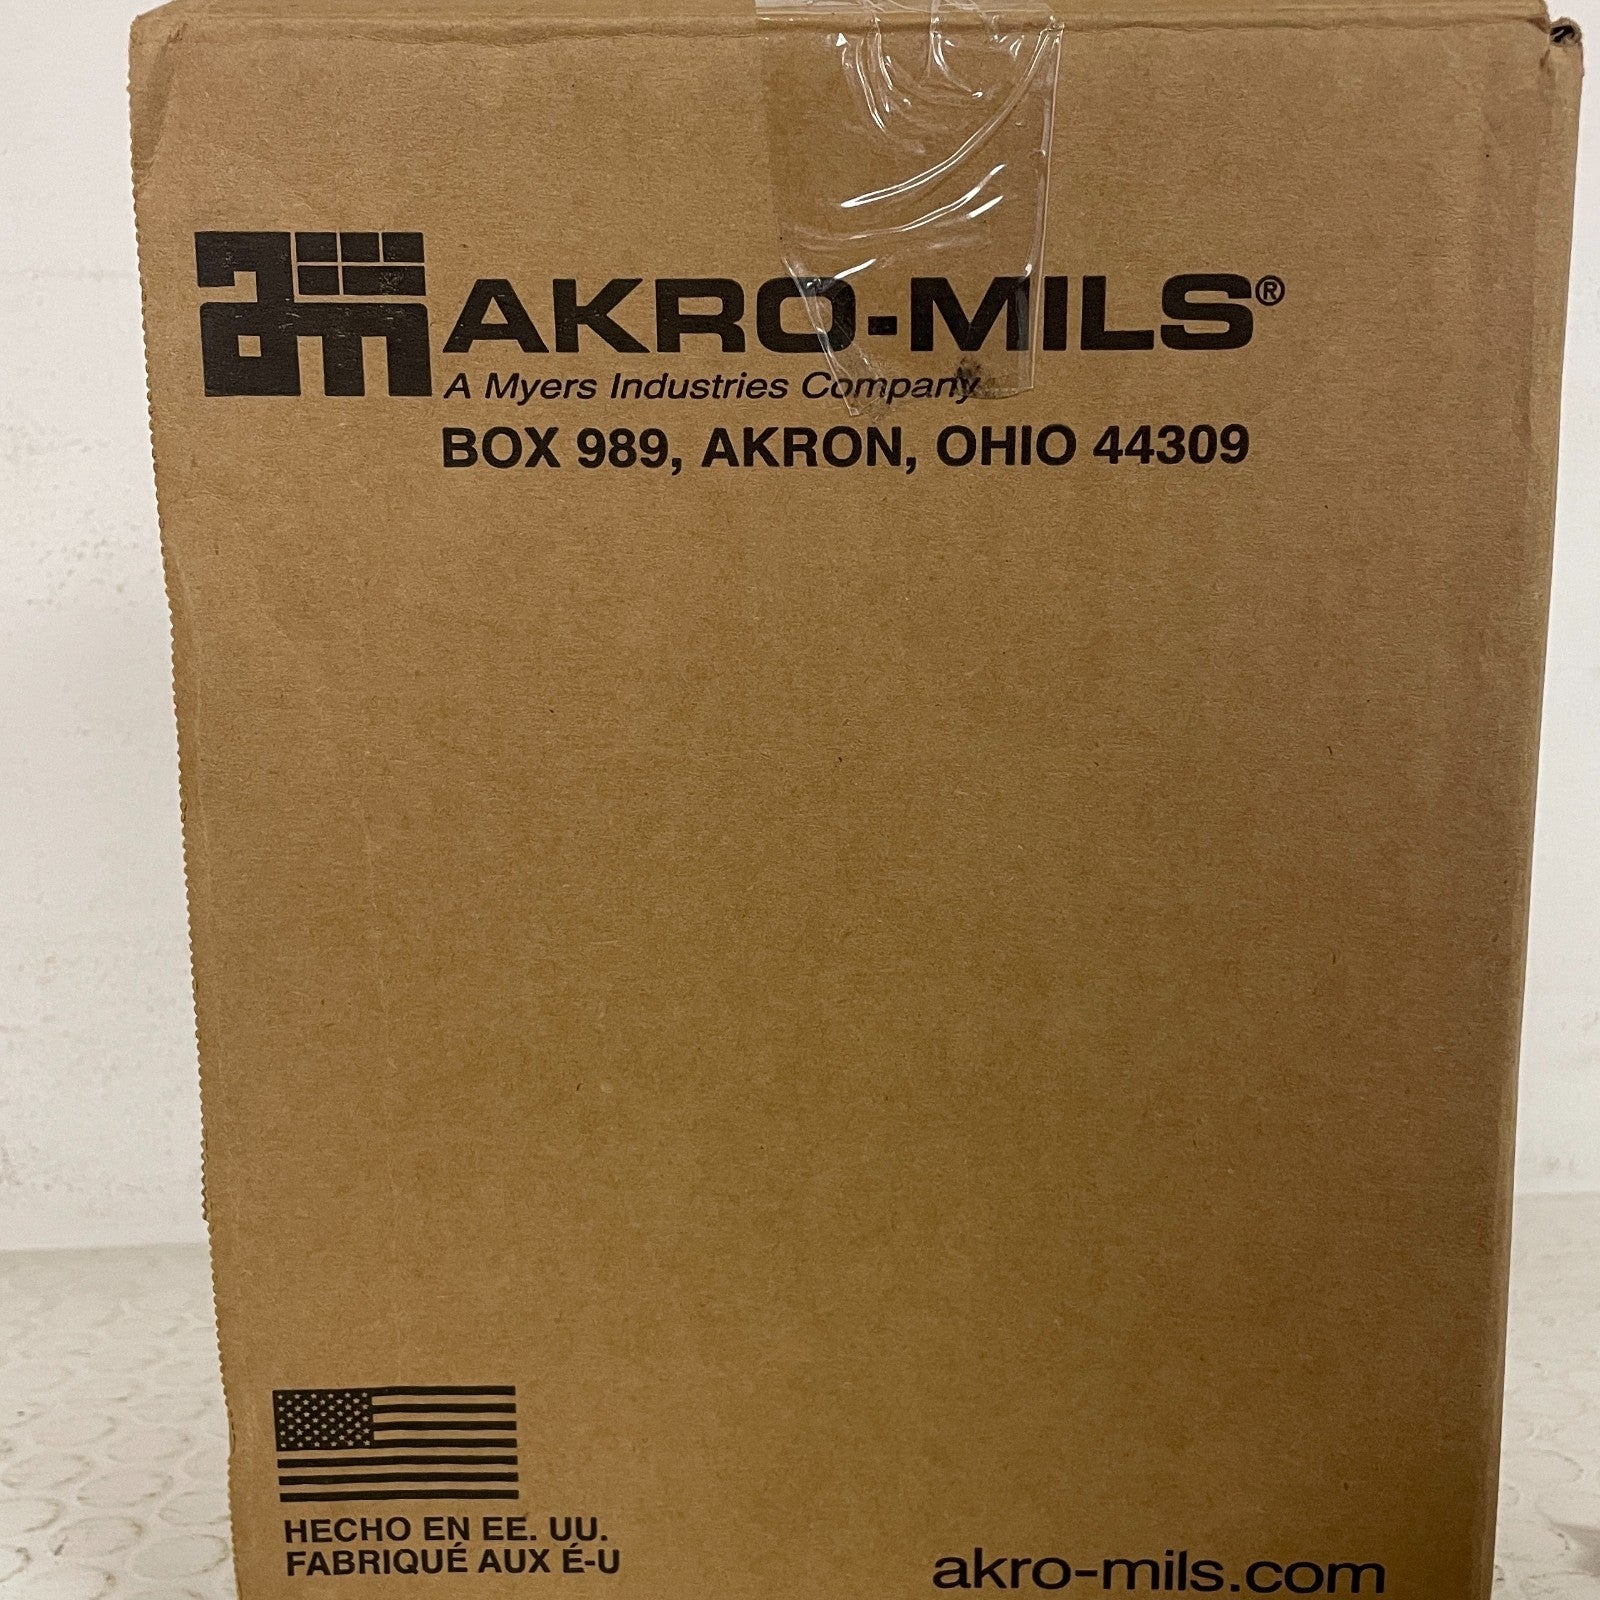 AKRO-MILS®
A Myers Industries Company
BOX 989, AKRON, OHIO 44309
HECHO EN EE. UU.
FABRIQUÉ AUX É-U
akro-mils.com